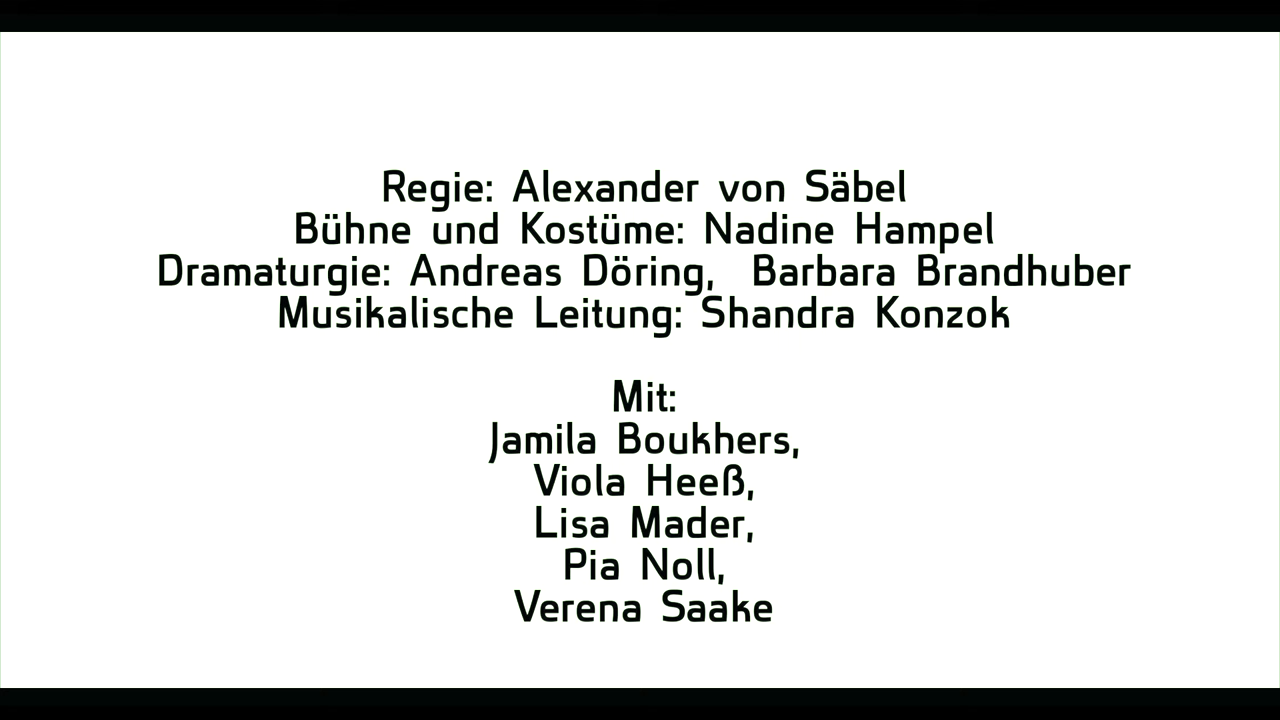 Regie: Alexander von Säbel
Bühne und Kostüme: Nadine Hampel
Dramaturgie: Andreas Döring, Barbara Brandhuber
Musikalische Leitung: Shandra Konzok
Mit:
Jamila Boukhers,
Viola Heeß,
Lisa Mader,
Pia Noll,
Verena Saake